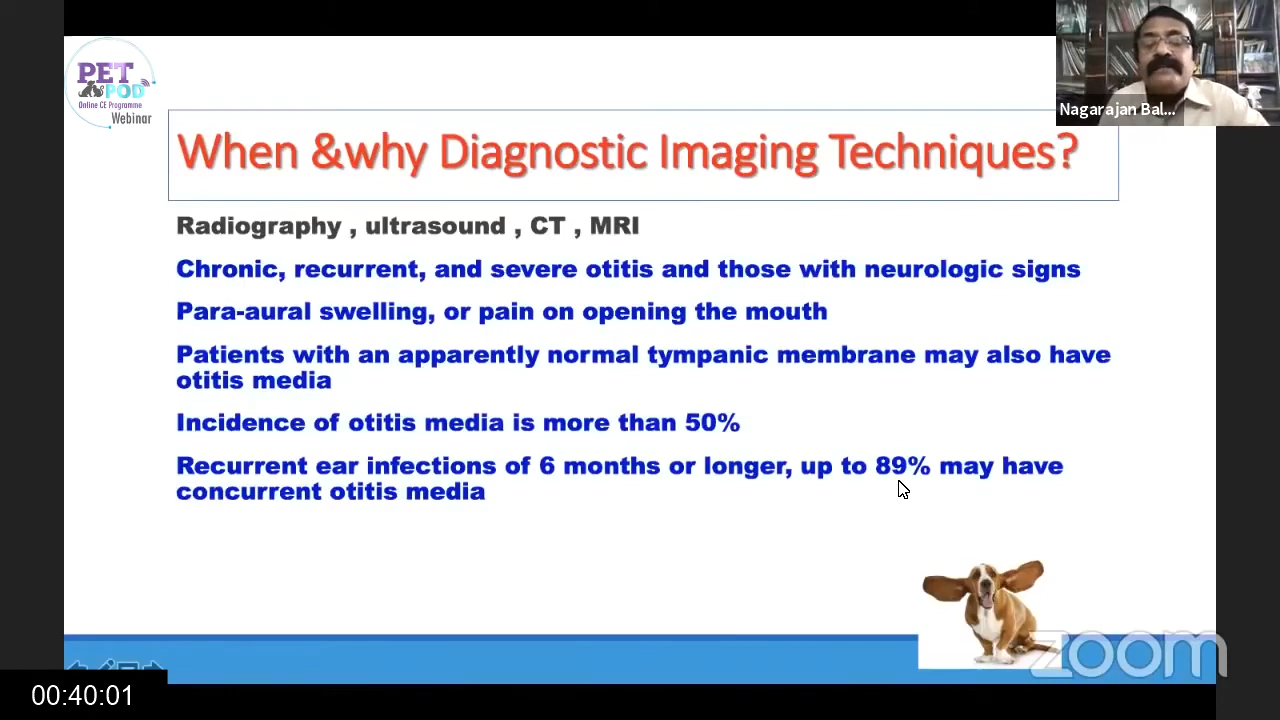 PET
POD
Online CE Programme
Webinar
Nagarajan Bal...
When &why Diagnostic Imaging Techniques?
Radiography , ultrasound , CT , MRI
Chronic, recurrent, and severe otitis and those with neurologic signs
Para-aural swelling, or pain on opening the mouth
Patients with an apparently normal tympanic membrane may also have
otitis media
Incidence of otitis media is more than 50%
Recurrent ear infections of 6 months or longer, up to 89% may have
concurrent otitis media
zoom
00:40:01